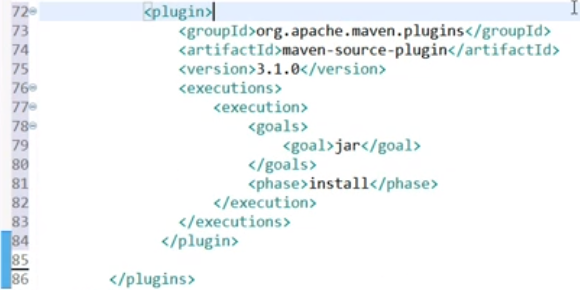 72 <plugin>
73 <groupId>org.apache.maven.plugins</groupId>
74 <artifactId>maven-source-plugin</artifactId>
75 <version>3.1.0</version>
76 <executions>
77 <execution>
78 <goals>
79 <goal>jar</goal>
80 </goals>
81 <phase>install</phase>
82 </execution>
83 </executions>
84 </plugin>
85
86 </plugins>